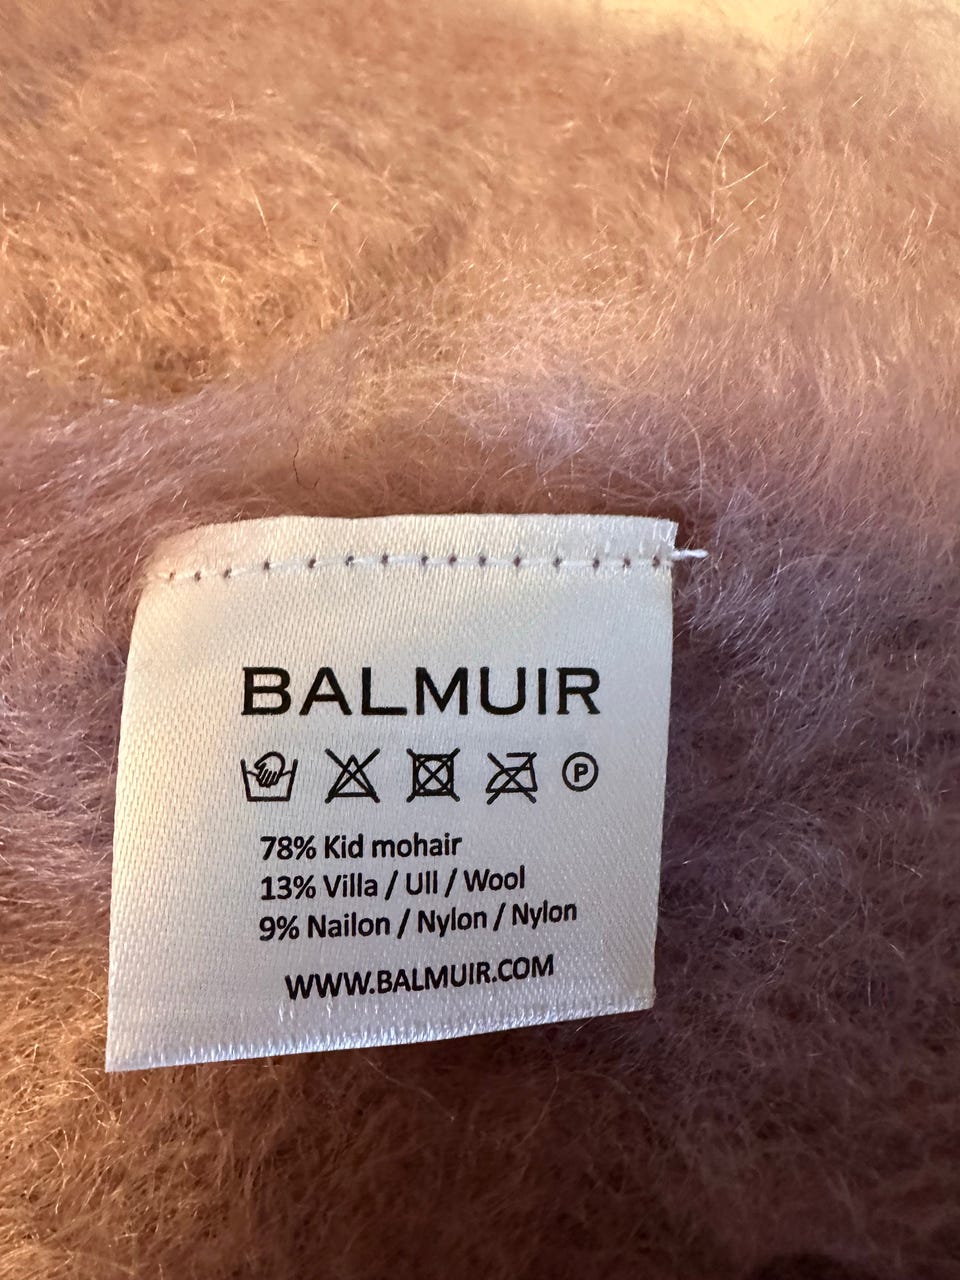 BALMUIR
P
78% Kid mohair
13% Villa / Ull / Wool
9% Nailon / Nylon / Nylon
WWW.BALMUIR.COM